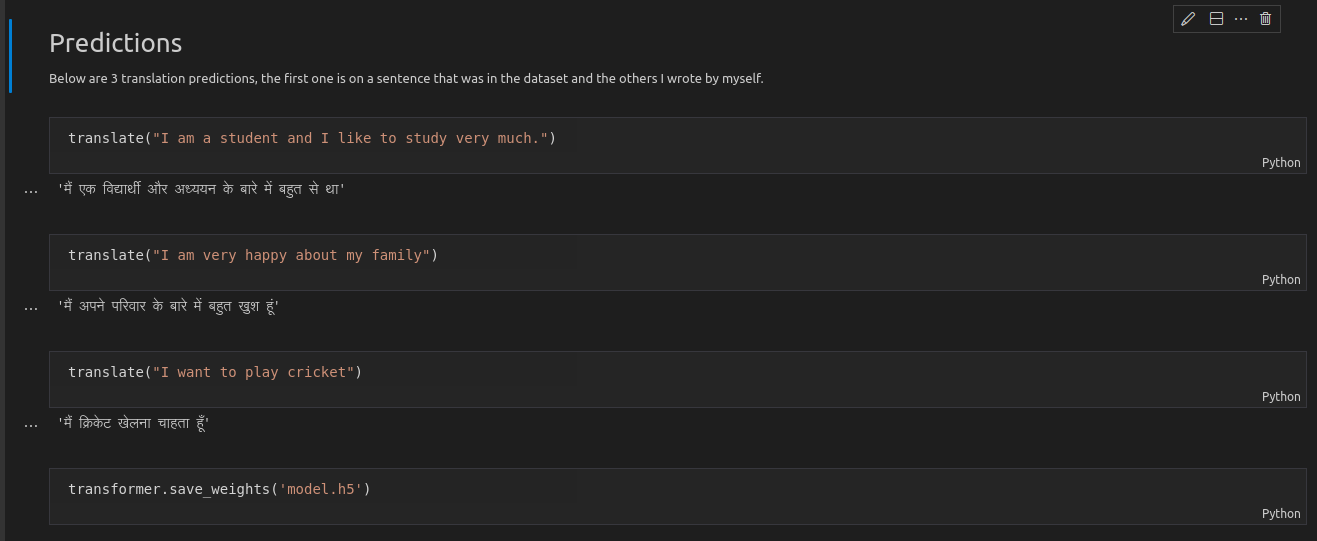 Predictions
Below are 3 translation predictions, the first one is on a sentence that was in the dataset and the others I wrote by myself.
translate("I am a student and I like to study very much.")
Python
... 'मैं एक विद्यार्थी और अध्ययन के बारे में बहुत से था'
translate("I am very happy about my family")
Python
... 'मैं अपने परिवार के बारे में बहुत खुश हूं'
translate("I want to play cricket")
Python
... 'मैं क्रिकेट खेलना चाहता हूँ'
transformer.save_weights('model.h5')
Python